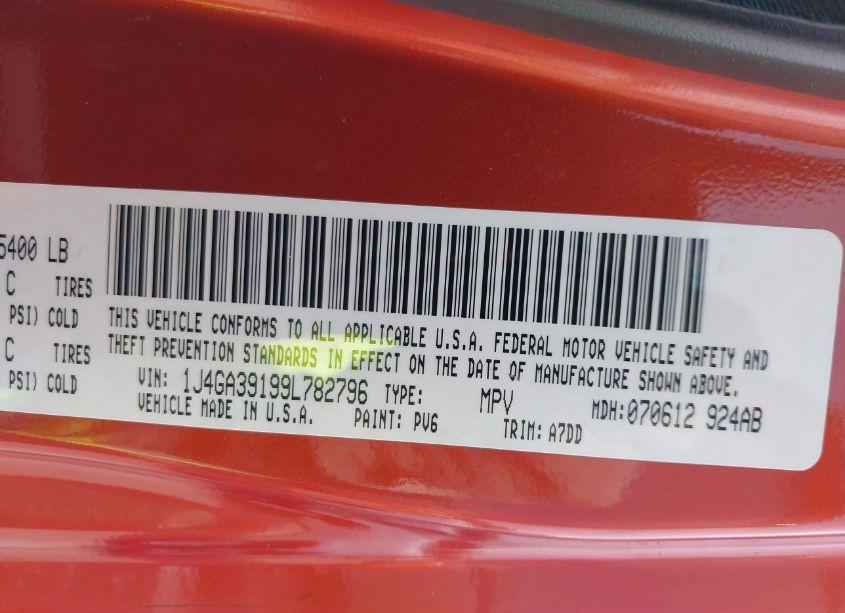 5400 LB
C TIRES
PSI) COLD
C TIRES
PSI) COLD
THIS VEHICLE CONFORMS TO ALL APPLICABLE U.S.A. FEDERAL MOTOR VEHICLE SAFETY AND
THEFT PREVENTION STANDARDS IN EFFECT ON THE DATE OF MANUFACTURE SHOWN ABOVE.
VIN: 1J4GA39199L782796 TYPE: MPV MDH:070612 924AB
VEHICLE MADE IN U.S.A. PAINT: PV6 TRIM: A7DD